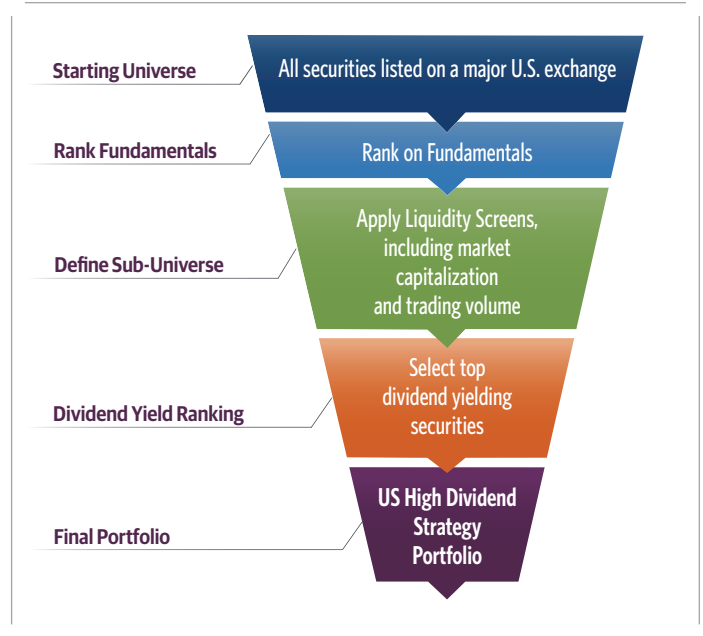 Starting Universe
All securities listed on a major U.S. exchange
Rank Fundamentals
Rank on Fundamentals
Define Sub-Universe
Apply Liquidity Screens,
including market
capitalization
and trading volume
Dividend Yield Ranking
Select top
dividend yielding
securities
Final Portfolio
US High Dividend
Strategy
Portfolio